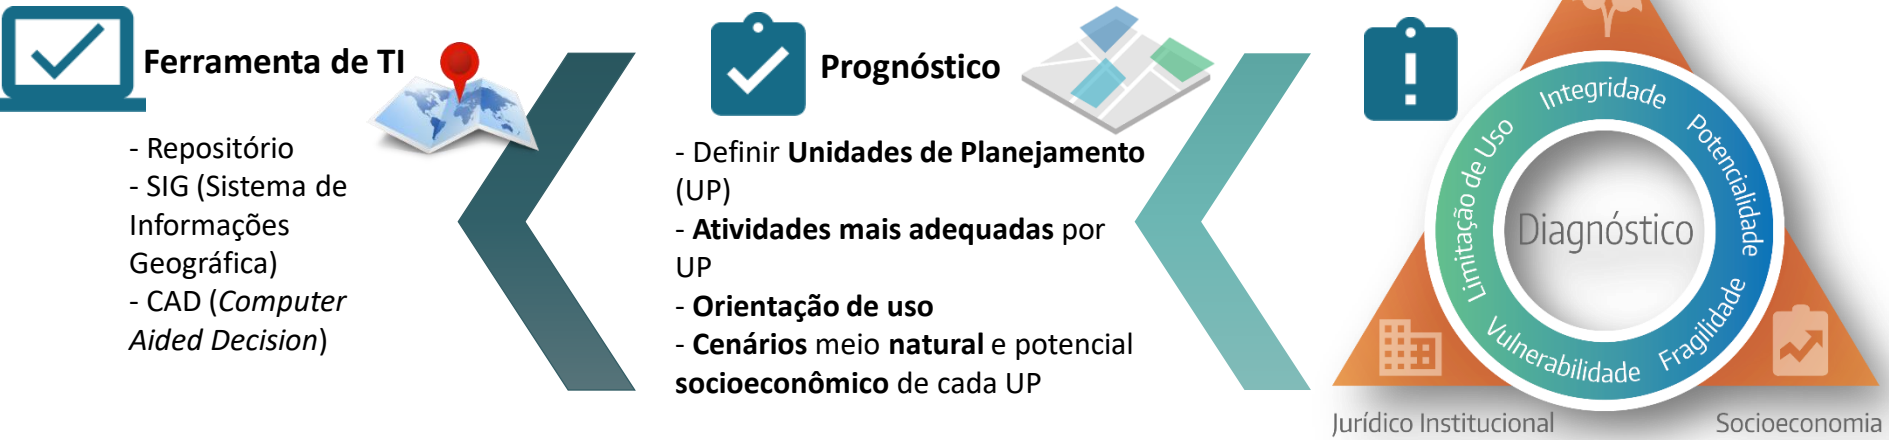 Ferramenta de TI
- Repositório
- SIG (Sistema de
Informações
Geográfica)
- CAD (Computer
Aided Decision)
Prognóstico
- Definir Unidades de Planejamento
(UP)
- Atividades mais adequadas por
UP
- Orientação de uso
- Cenários meio natural e potencial
socioeconômico de cada UP
Integridade
Potencialidade
Fragilidade
Vulnerabilidade
Limitação de Uso
Diagnóstico
Jurídico Institucional
Socioeconomia